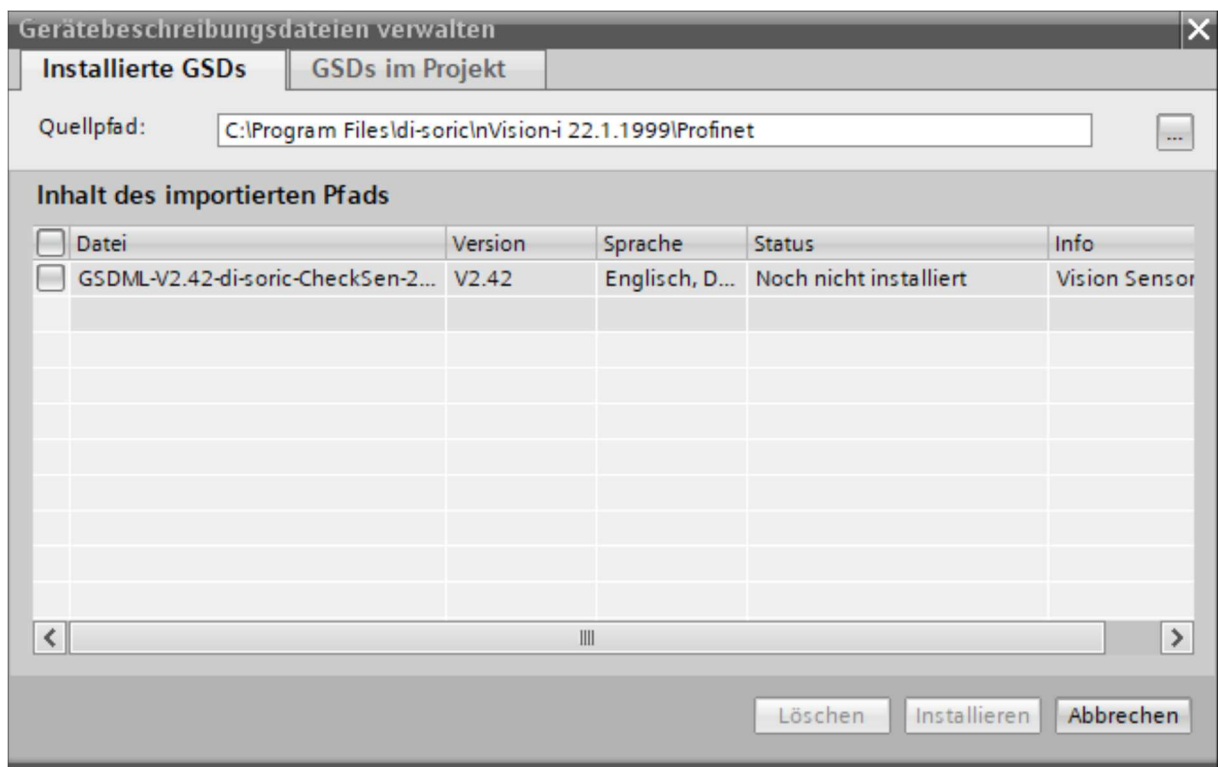 Gerätebeschreibungsdateien verwalten
Installierte GSDs GSDs im Projekt
Quellpfad: C:\Program Files\di-soric\nVision-i 22.1.1999\Profinet ...
Inhalt des importierten Pfads
Datei Version Sprache Status Info
GSDML-V2.42-di-soric-CheckSen-2... V2.42 Englisch, D... Noch nicht installiert Vision Sensor
Löschen Installieren Abbrechen